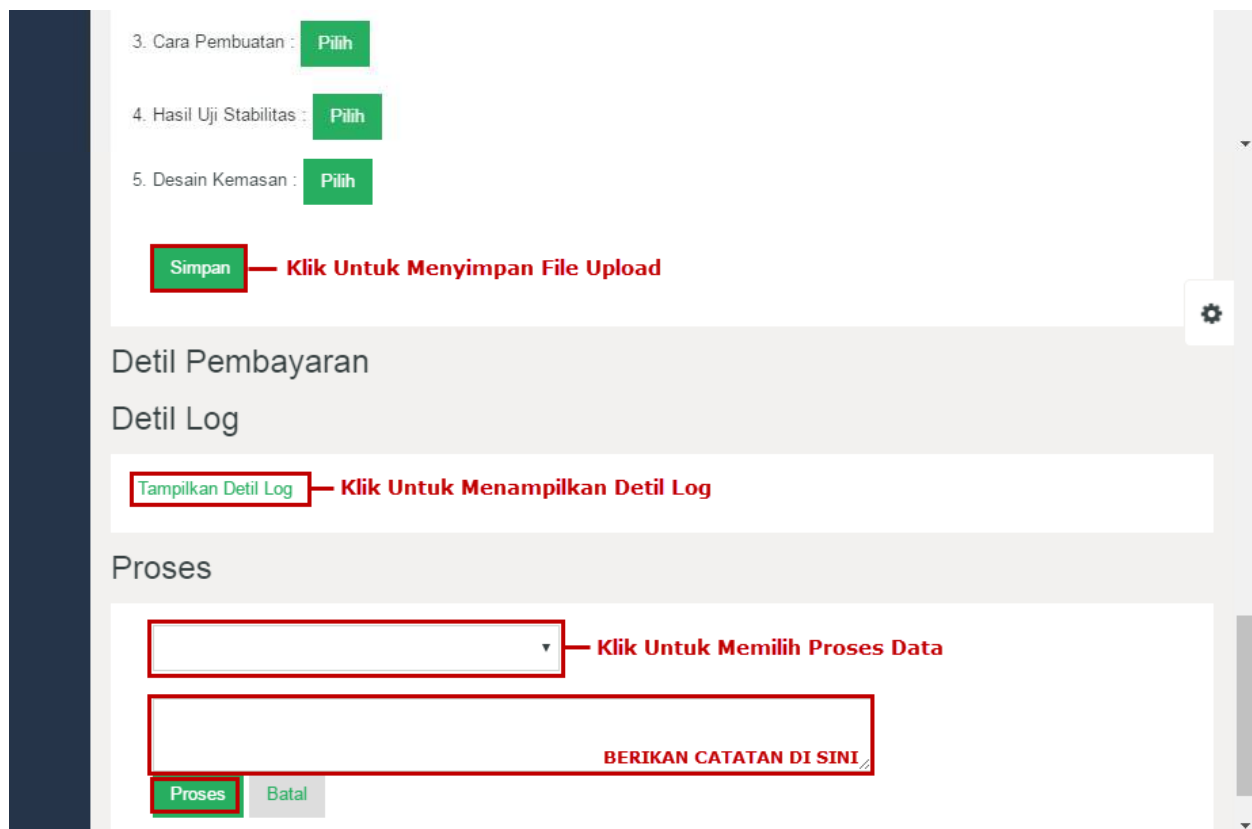 3. Cara Pembuatan : Pilih
4. Hasil Uji Stabilitas : Pilih
5. Desain Kemasan : Pilih
Simpan Klik Untuk Menyimpan File Upload
Detil Pembayaran
Detil Log
Tampilkan Detil Log Klik Untuk Menampilkan Detil Log
Proses
Klik Untuk Memilih Proses Data
BERIKAN CATATAN DI SINI
Proses Batal